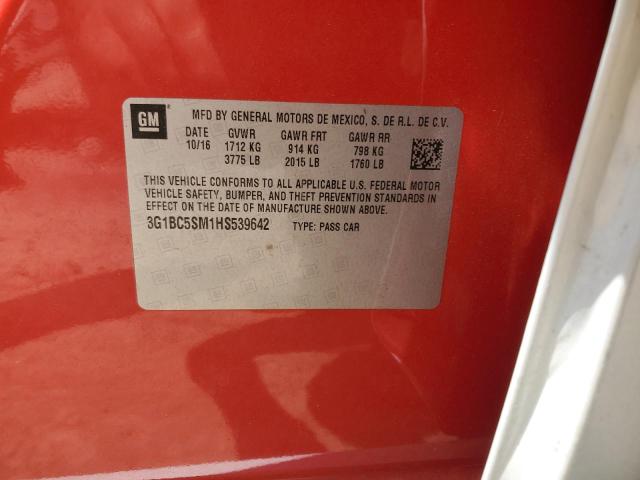 GM
MFD BY GENERAL MOTORS DE MEXICO, S. DE R.L. DE C.V.
DATE GVWR GAWR FRT GAWR RR
10/16 1712 KG 914 KG 798 KG
3775 LB 2015 LB 1760 LB
THIS VEHICLE CONFORMS TO ALL APPLICABLE U.S. FEDERAL MOTOR
VEHICLE SAFETY, BUMPER, AND THEFT PREVENTION STANDARDS IN
EFFECT ON THE DATE OF MANUFACTURE SHOWN ABOVE.
3G1BC5SM1HS539642 TYPE: PASS CAR